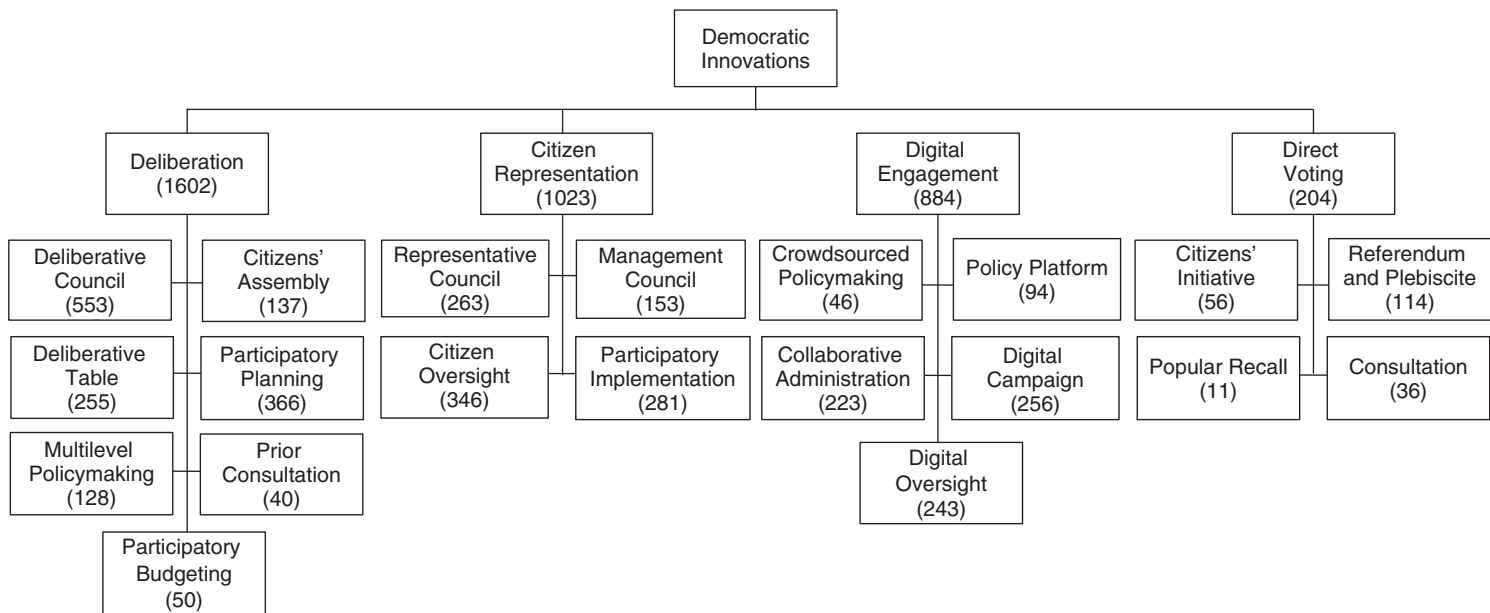 Democratic
Innovations
Deliberation
(1602)
Citizen
Representation
(1023)
Digital
Engagement
(884)
Direct
Voting
(204)
Deliberative
Council
(553)
Citizens'
Assembly
(137)
Representative
Council
(263)
Management
Council
(153)
Crowdsourced
Policymaking
(46)
Policy Platform
(94)
Citizens'
Initiative
(56)
Referendum
and Plebiscite
(114)
Deliberative
Table
(255)
Participatory
Planning
(366)
Citizen
Oversight
(346)
Participatory
Implementation
(281)
Collaborative
Administration
(223)
Digital
Campaign
(256)
Popular Recall
(11)
Consultation
(36)
Multilevel
Policymaking
(128)
Prior
Consultation
(40)
Digital
Oversight
(243)
Participatory
Budgeting
(50)